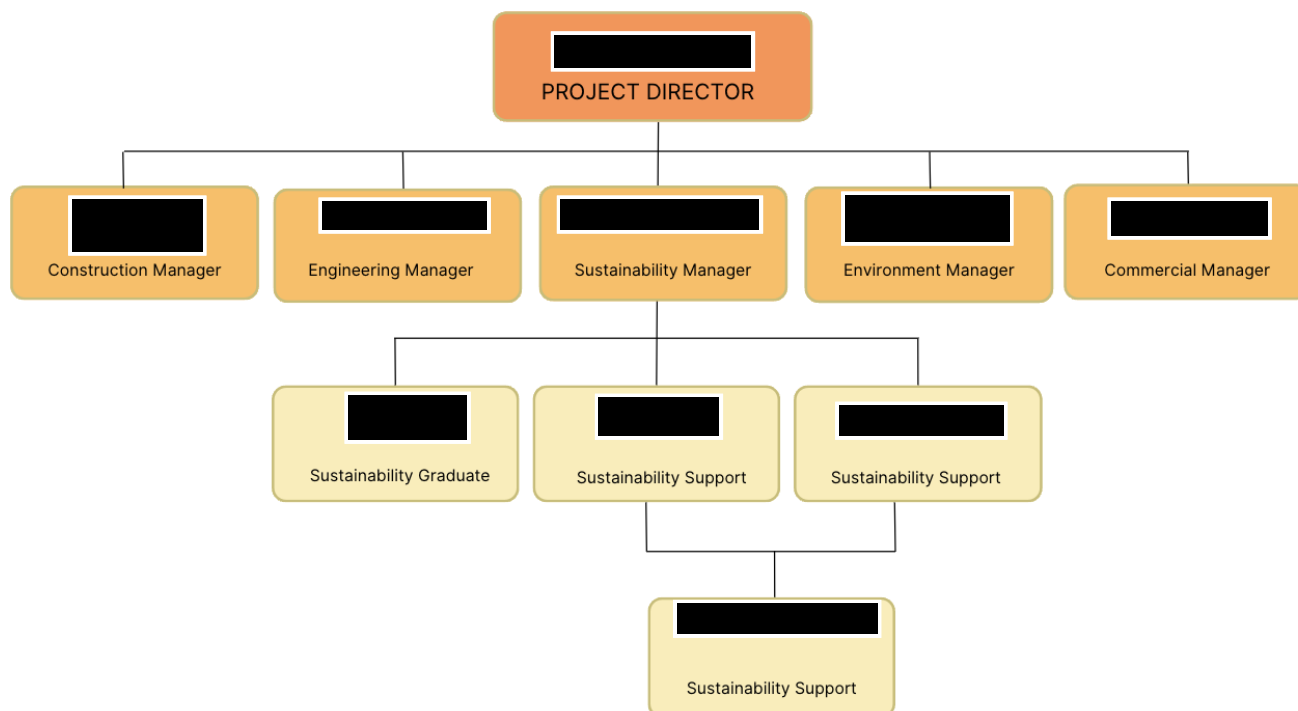 PROJECT DIRECTOR
Construction Manager
Engineering Manager
Sustainability Manager
Environment Manager
Commercial Manager
Sustainability Graduate
Sustainability Support
Sustainability Support
Sustainability Support